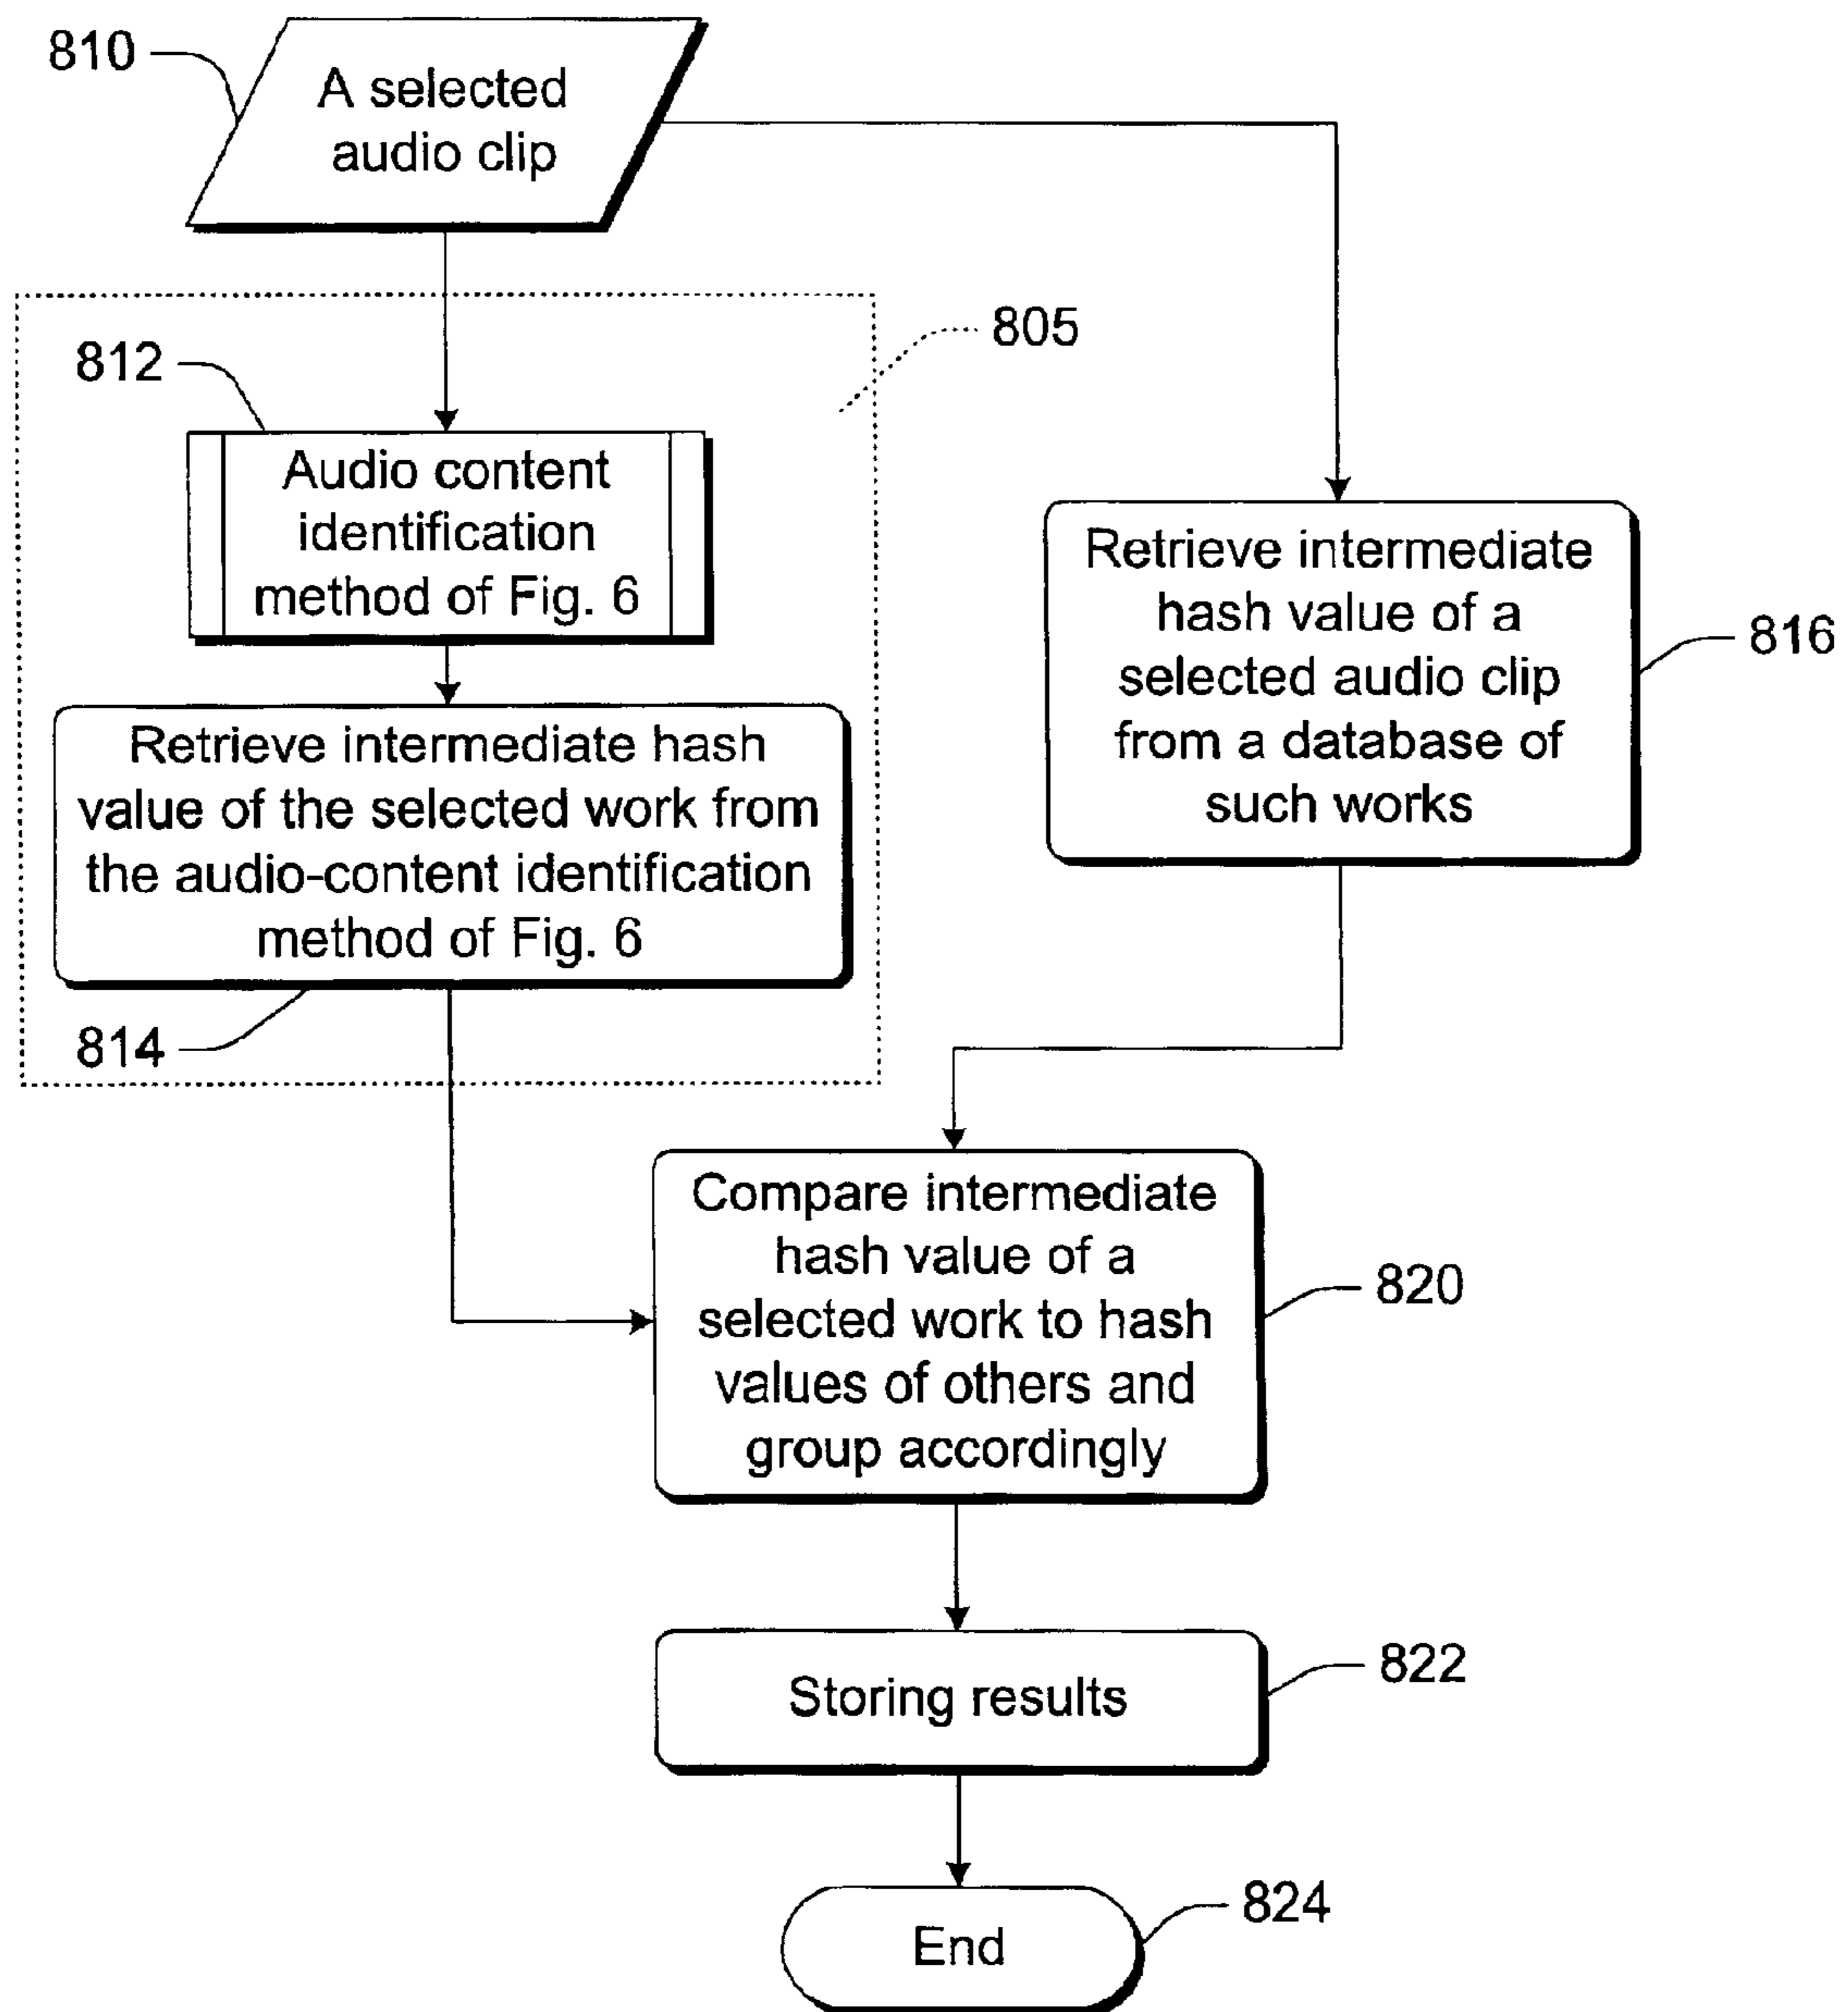 810
A selected
audio clip
805
812
Audio content
identification
method of Fig. 6
Retrieve intermediate hash
value of the selected work from
the audio-content identification
method of Fig. 6
814
Retrieve intermediate
hash value of a
selected audio clip
from a database of
such works
816
Compare intermediate
hash value of a
selected work to hash
values of others and
group accordingly
820
Storing results
822
End
824